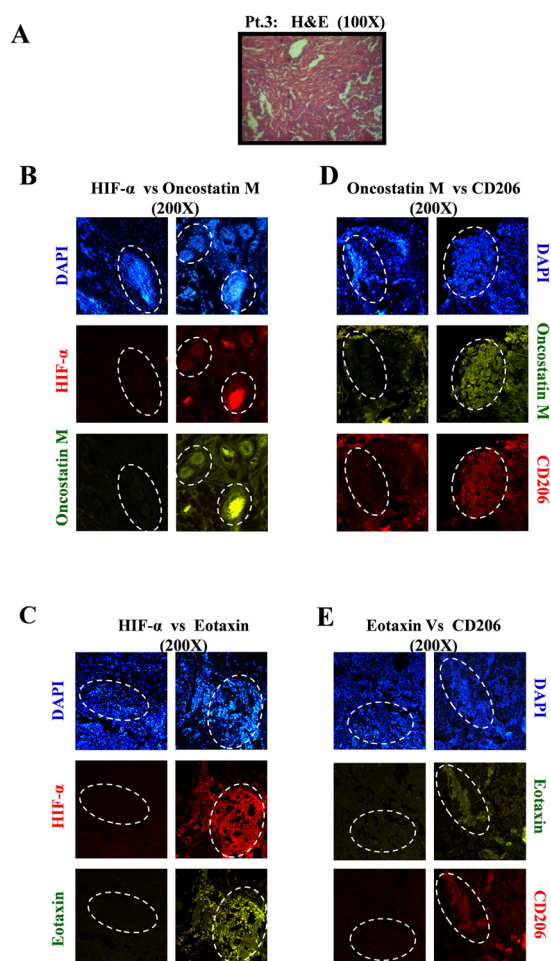 A
Pt.3: H&E (100X)
B
HIF-α vs Oncostatin M
(200X)
DAPI
HIF-α
Oncostatin M
D
Oncostatin M vs CD206
(200X)
DAPI
Oncostatin M
CD206
C
HIF-α vs Eotaxin
(200X)
DAPI
HIF-α
Eotaxin
E
Eotaxin Vs CD206
(200X)
DAPI
Eotaxin
CD206